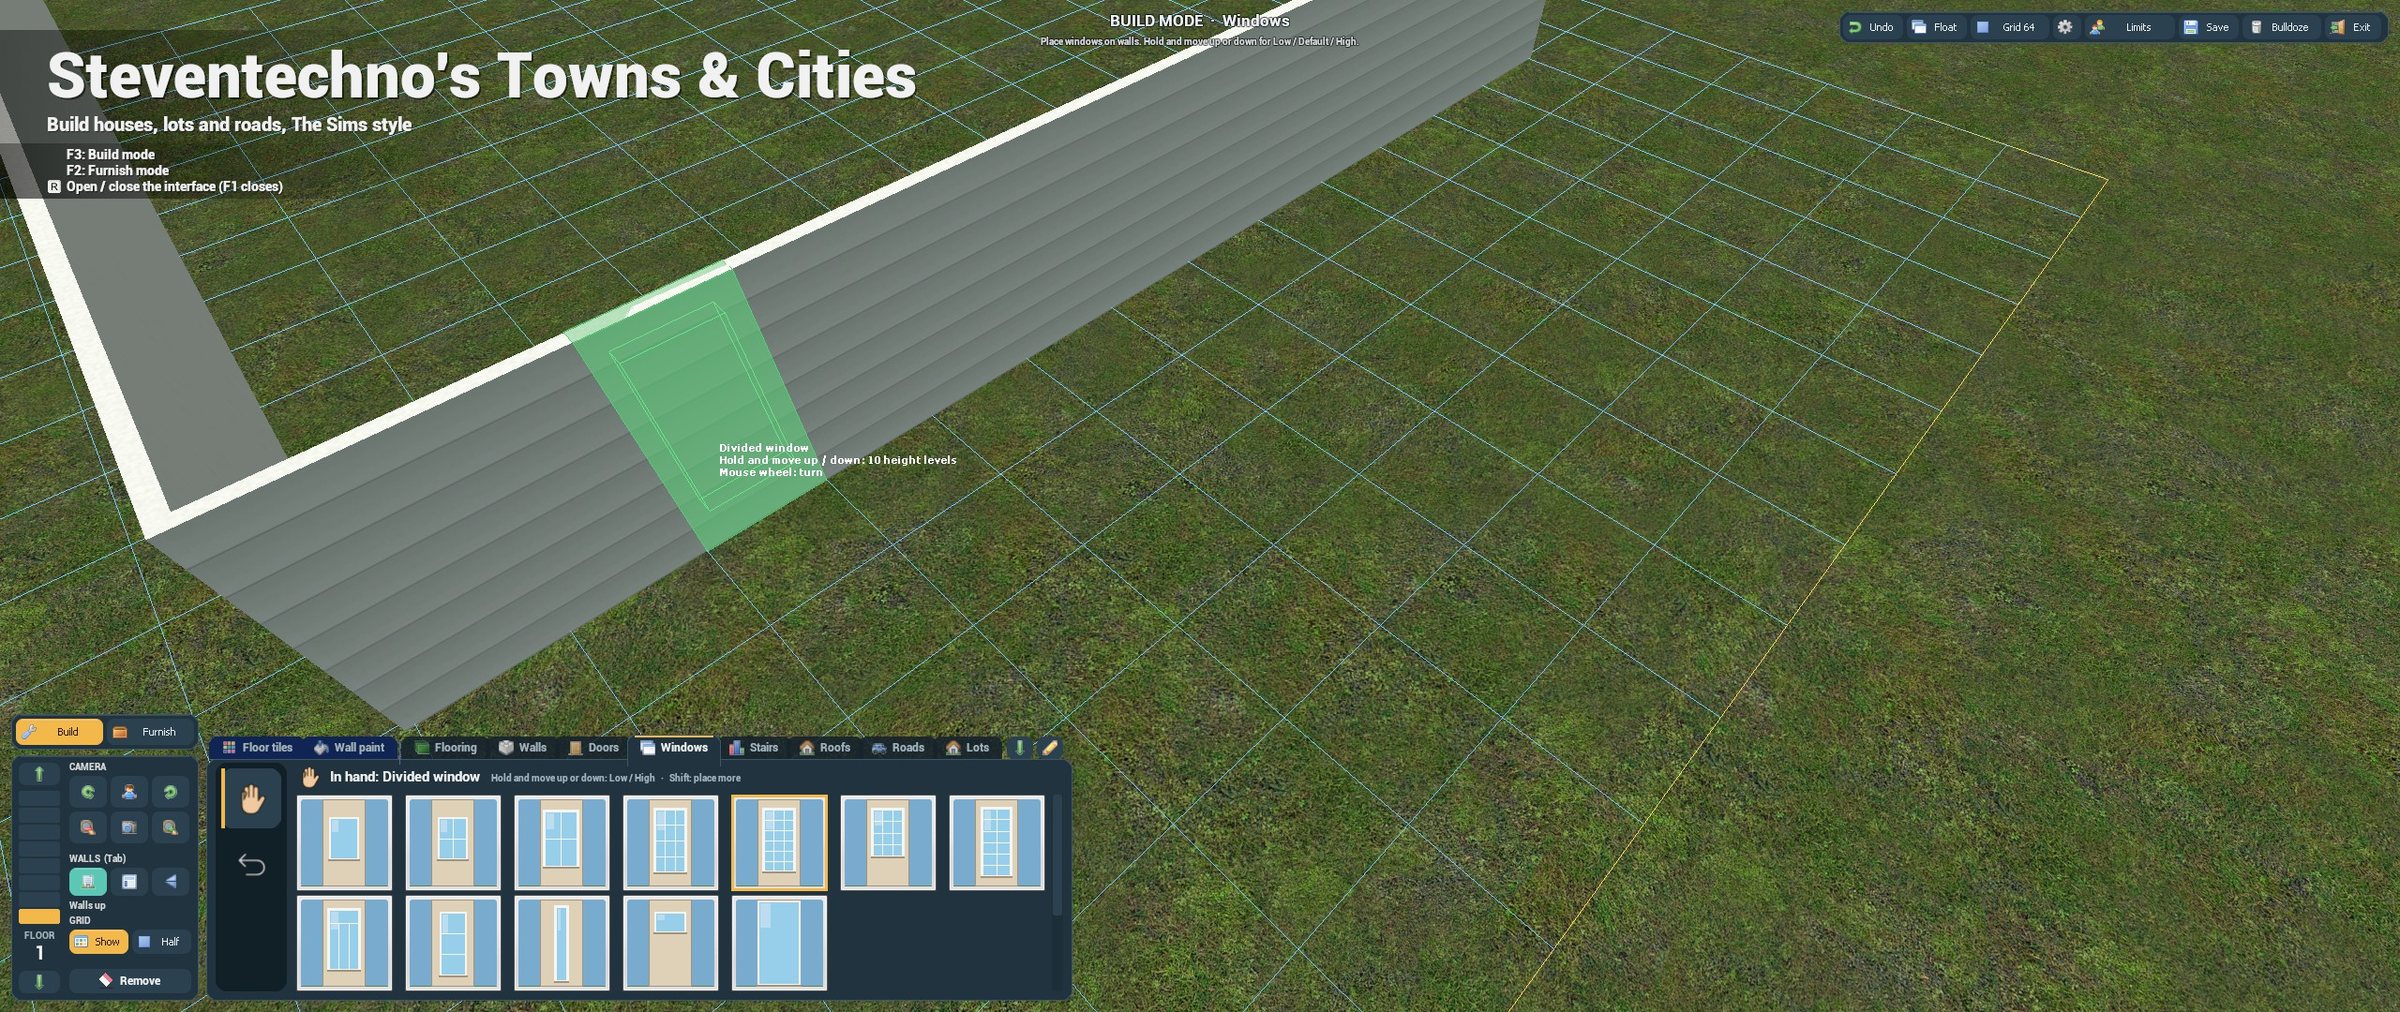 BUILD MODE · Windows
Place windows on walls. Hold and move up or down for Low / Default / High.
Undo
Float
Grid 64
Limits
Save
Bulldoze
Exit
Steventechno's Towns & Cities
Build houses, lots and roads, The Sims style
F3: Build mode
F2: Furnish mode
R Open / close the interface (F1 closes)
Divided window
Hold and move up / down: 10 height levels
Mouse wheel: turn
Build
Furnish
CAMERA
WALLS (Tab)
Walls up
GRID
Show
Half
FLOOR
1
Remove
Floor tiles
Wall paint
Flooring
Walls
Doors
Windows
Stairs
Roofs
Roads
Lots
In hand: Divided window
Hold and move up or down: Low / High · Shift: place more